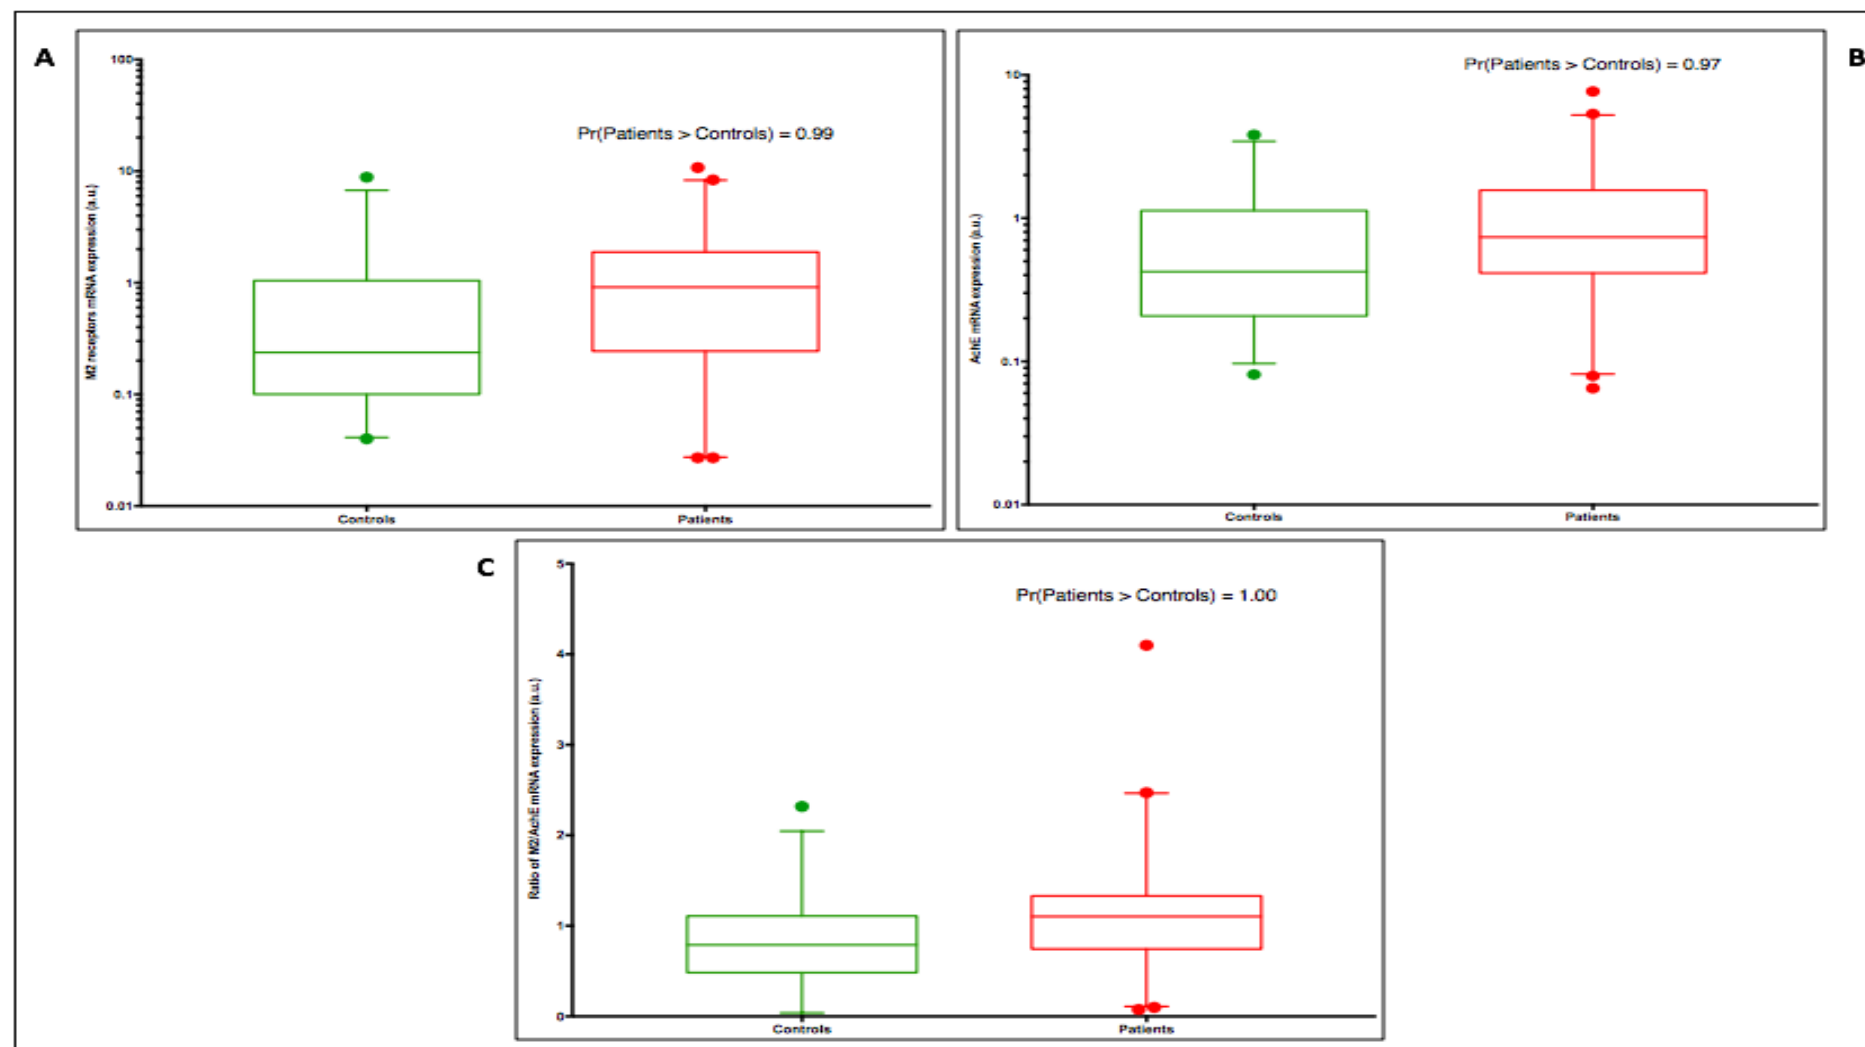 A
100
10
1
0.1
0.01
M2 receptors mRNA expression (a.u.)
Pr(Patients > Controls) = 0.99
Controls
Patients
B
10
1
0.1
0.01
AchE mRNA expression (a.u.)
Pr(Patients > Controls) = 0.97
Controls
Patients
C
5
4
3
2
1
0
Ratio of M2/AchE mRNA expression (a.u.)
Pr(Patients > Controls) = 1.00
Controls
Patients